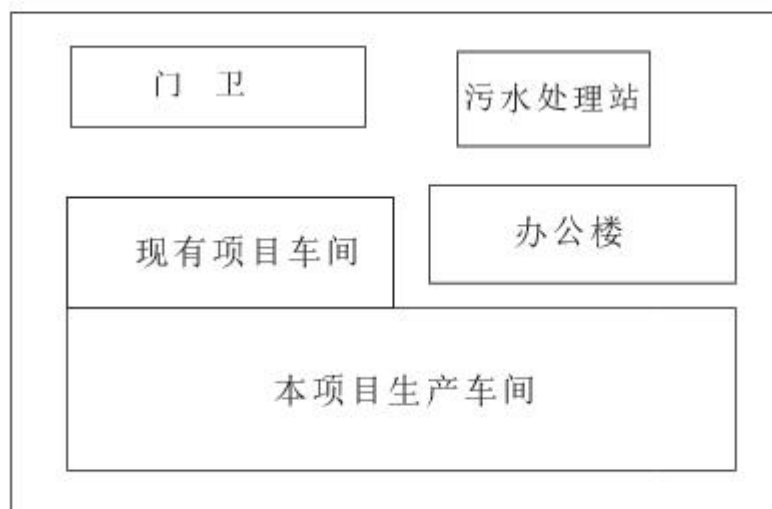 门 卫
污水处理站
办公楼
现有项目车间
本项目生产车间